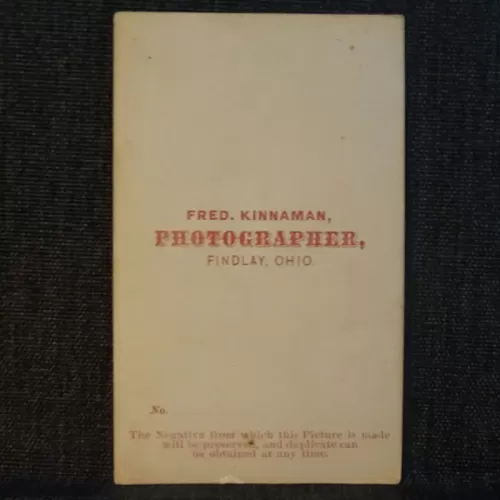 FRED. KINNAMAN,
PHOTOGRAPHER,
FINDLAY, OHIO.
No.
The Negative from which this Picture is made
will be preserved, and duplicate can
be obtained at any time.